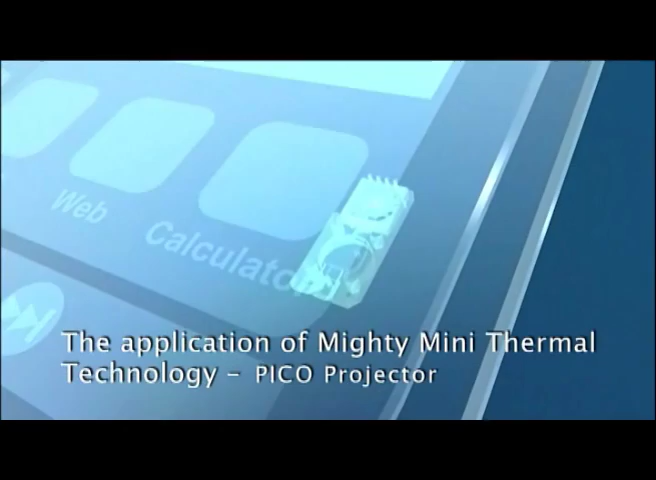 Web
Calculator
The application of Mighty Mini Thermal
Technology – PICO Projector